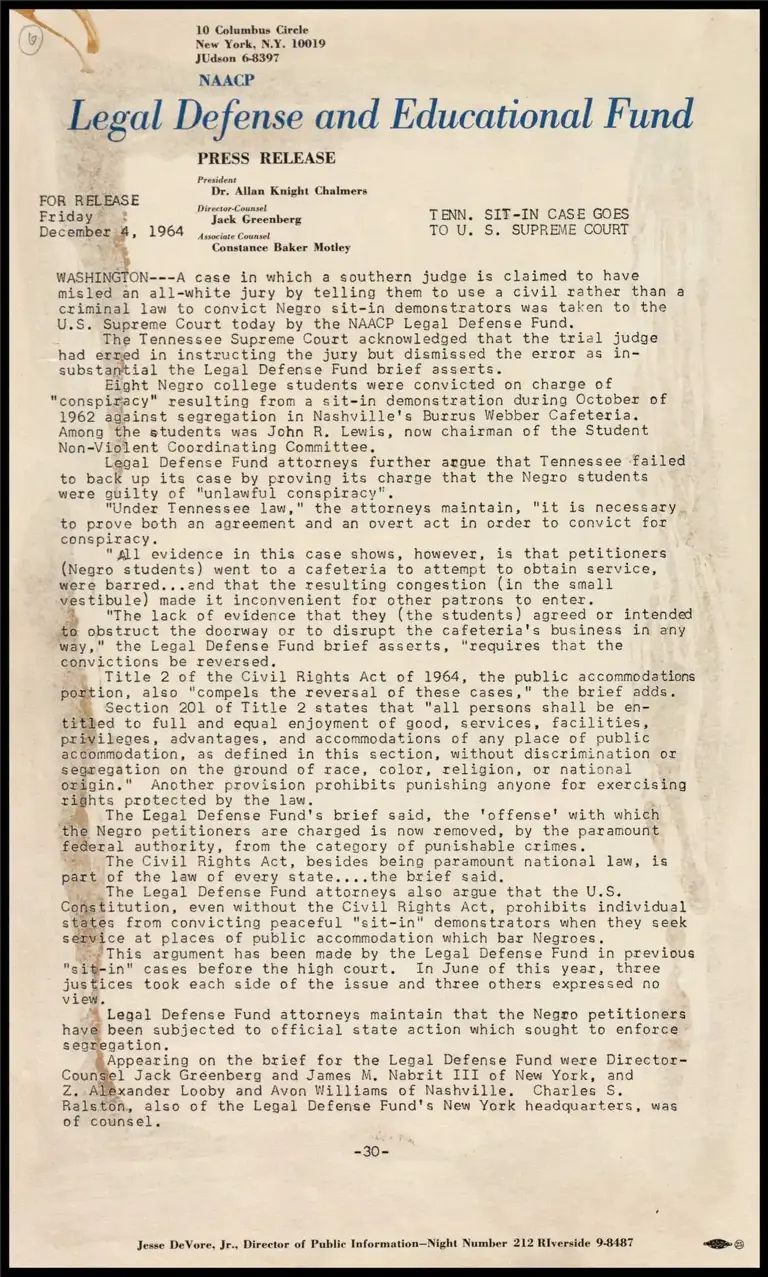 6
10 Columbus Circle
New York, N.Y. 10019
JUdson 6-8397
NAACP
Legal Defense and Educational Fund
PRESS RELEASE
President
Dr. Allan Knight Chalmers
Director-Counsel
Jack Greenberg
Associate Counsel
Constance Baker Motley
FOR RELEASE
Friday
December 4, 1964
TENN. SIT-IN CASE GOES
TO U. S. SUPREME COURT
WASHINGTON---A case in which a southern judge is claimed to have
misled an all-white jury by telling them to use a civil rather than a
criminal law to convict Negro sit-in demonstrators was taken to the
U.S. Supreme Court today by the NAACP Legal Defense Fund.
The Tennessee Supreme Court acknowledged that the trial judge
had erred in instructing the jury but dismissed the error as in-
substantial the Legal Defense Fund brief asserts.
Eight Negro college students were convicted on charge of
"conspiracy" resulting from a sit-in demonstration during October of
1962 against segregation in Nashville's Burrus Webber Cafeteria.
Among the students was John R. Lewis, now chairman of the Student
Non-Violent Coordinating Committee.
Legal Defense Fund attorneys further argue that Tennessee failed
to back up its case by proving its charge that the Negro students
were guilty of "unlawful conspiracy".
"Under Tennessee law," the attorneys maintain, "it is necessary
to prove both an agreement and an overt act in order to convict for
conspiracy.
"All evidence in this case shows, however, is that petitioners
(Negro students) went to a cafeteria to attempt to obtain service,
were barred...and that the resulting congestion (in the small
vestibule) made it inconvenient for other patrons to enter.
"The lack of evidence that they (the students) agreed or intended
to obstruct the doorway or to disrupt the cafeteria's business in any
way," the Legal Defense Fund brief asserts, "requires that the
convictions be reversed.
Title 2 of the Civil Rights Act of 1964, the public accommodations
portion, also "compels the reversal of these cases," the brief adds.
Section 201 of Title 2 states that "all persons shall be en-
titled to full and equal enjoyment of good, services, facilities,
privileges, advantages, and accommodations of any place of public
accommodation, as defined in this section, without discrimination or
segregation on the ground of race, color, religion, or national
origin." Another provision prohibits punishing anyone for exercising
rights protected by the law.
The Legal Defense Fund's brief said, the 'offense' with which
the Negro petitioners are charged is now removed, by the paramount
federal authority, from the category of punishable crimes.
The Civil Rights Act, besides being paramount national law, is
part of the law of every state....the brief said.
The Legal Defense Fund attorneys also argue that the U.S.
Constitution, even without the Civil Rights Act, prohibits individual
states from convicting peaceful "sit-in" demonstrators when they seek
service at places of public accommodation which bar Negroes.
This argument has been made by the Legal Defense Fund in previous
"sit-in" cases before the high court. In June of this year, three
justices took each side of the issue and three others expressed no
view.
Legal Defense Fund attorneys maintain that the Negro petitioners
have been subjected to official state action which sought to enforce
segregation.
Appearing on the brief for the Legal Defense Fund were Director-
Counsel Jack Greenberg and James M. Nabrit III of New York, and
Z. Alexander Looby and Avon Williams of Nashville. Charles S.
Ralston, also of the Legal Defense Fund's New York headquarters, was
of counsel.
-30-
Jesse DeVore, Jr., Director of Public Information—Night Number 212 RIverside 9-8487